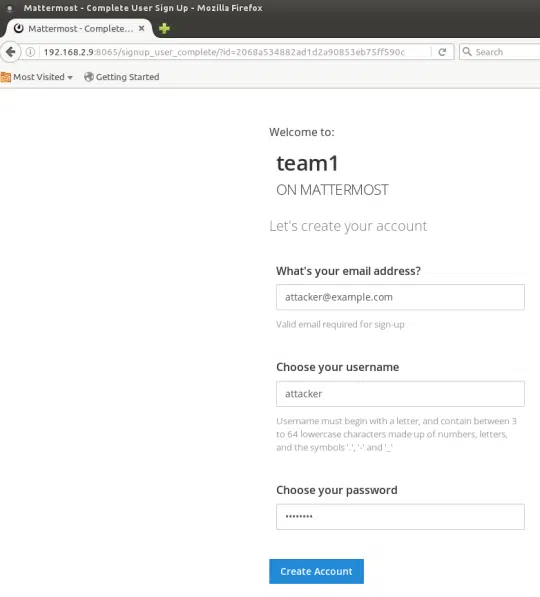 Mattermost - Complete User Sign Up - Mozilla Firefox
Mattermost - Complete...
192.168.2.9:8065/signup_user_complete/?id=2068a534882ad1d2a90853eb75ff590c
Search
Most Visited
Getting Started
Welcome to:
team1
ON MATTERMOST
Let's create your account
What's your email address?
attacker@example.com
Valid email required for sign-up
Choose your username
attacker
Username must begin with a letter, and contain between 3
to 64 lowercase characters made up of numbers, letters,
and the symbols '.', '-' and '_'
Choose your password
••••••••
Create Account